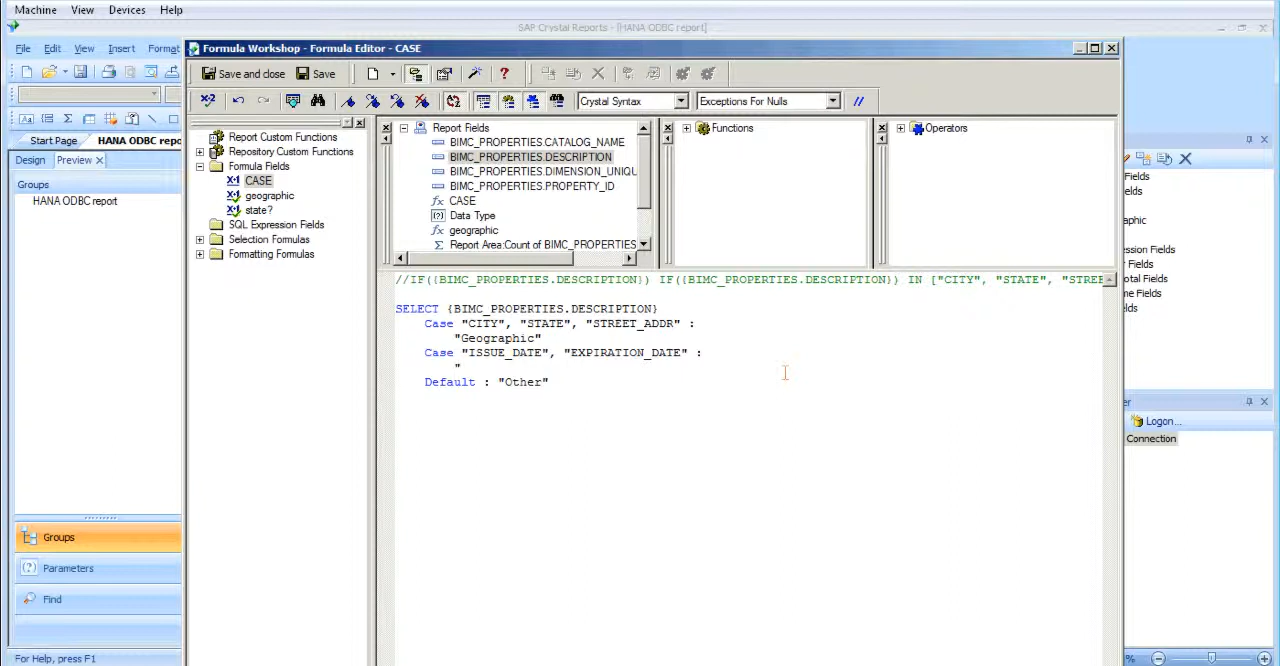 Machine View Devices Help
SAP Crystal Reports - [HANA ODBC report]
File Edit View Insert Format
Formula Workshop - Formula Editor - CASE
Save and close Save
Crystal Syntax Exceptions For Nulls
Start Page HANA ODBC repo
Design Preview
Groups
HANA ODBC report
Report Custom Functions
Repository Custom Functions
Formula Fields
CASE
geographic
state?
SQL Expression Fields
Selection Formulas
Formatting Formulas
Report Fields
BIMC_PROPERTIES.CATALOG_NAME
BIMC_PROPERTIES.DESCRIPTION
BIMC_PROPERTIES.DIMENSION_UNIQU
BIMC_PROPERTIES.PROPERTY_ID
CASE
Data Type
geographic
Report Area:Count of BIMC_PROPERTIES
Functions
Operators
//IF({BIMC_PROPERTIES.DESCRIPTION}) IF({BIMC_PROPERTIES.DESCRIPTION}) IN ["CITY", "STATE", "STREE
SELECT {BIMC_PROPERTIES.DESCRIPTION}
Case "CITY", "STATE", "STREET_ADDR" :
"Geographic"
Case "ISSUE_DATE", "EXPIRATION_DATE" :
"
Default : "Other"
Fields
elds
raphic
ession Fields
r Fields
otal Fields
me Fields
lds
er
Logon...
Connection
Groups
Parameters
Find
For Help, press F1
%